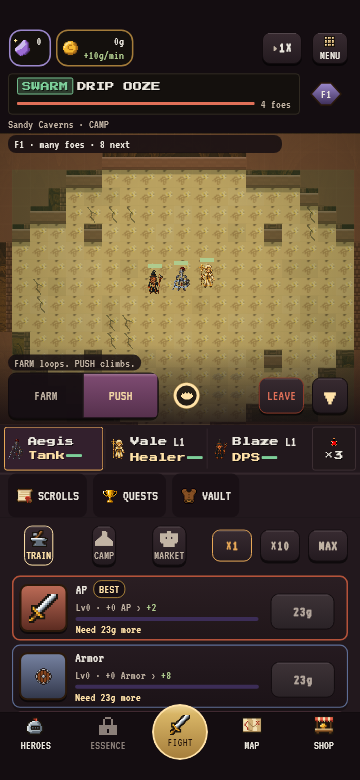 0
0g
+10g/min
▸1X
MENU
SWARM DRIP OOZE
4 foes
F1
Sandy Caverns · CAMP
F1 · many foes · 8 next
FARM loops. PUSH climbs.
FARM
PUSH
LEAVE
▼
Aegis
Tank
Vale L1
Healer
Blaze L1
DPS
×3
SCROLLS
QUESTS
VAULT
TRAIN
CAMP
MARKET
X1
X10
MAX
AP BEST
Lv0 · +0 AP › +2
Need 23g more
23g
Armor
Lv0 · +0 Armor › +8
Need 23g more
23g
HEROES
ESSENCE
FIGHT
MAP
SHOP